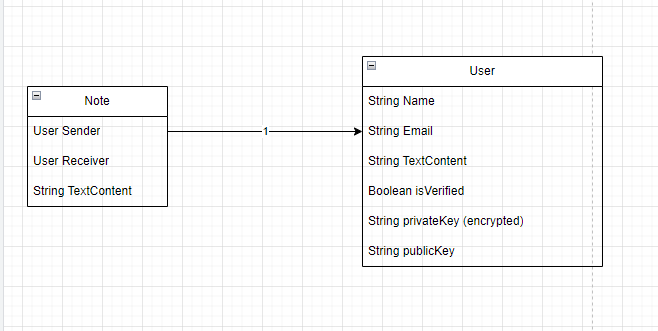 Note
User Sender
User Receiver
String TextContent
1
User
String Name
String Email
String TextContent
Boolean isVerified
String privateKey (encrypted)
String publicKey